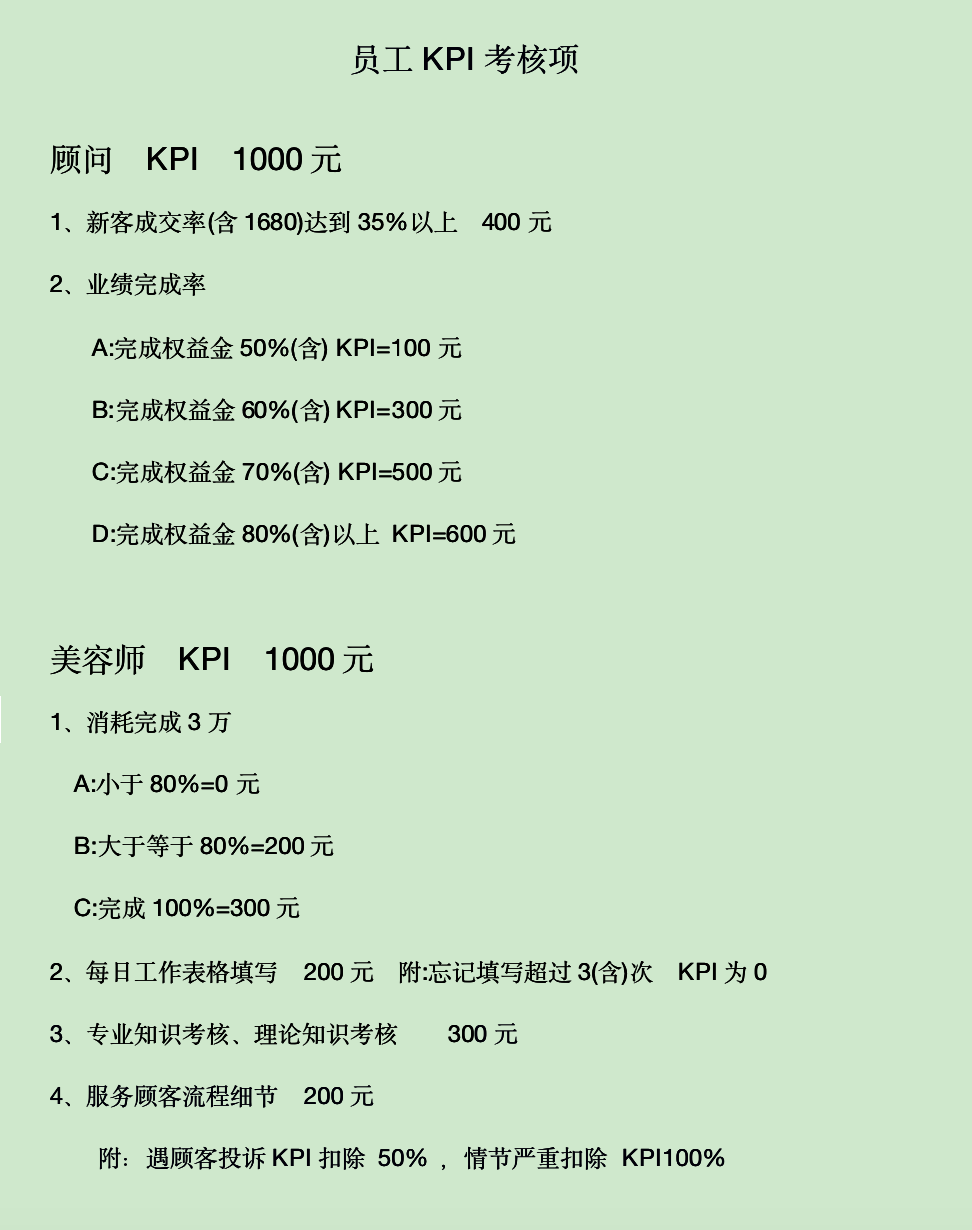 员工 KPI 考核项
顾问 KPI 1000 元
1、新客成交率(含 1680)达到 35%以上 400 元
2、业绩完成率
A:完成权益金 50%(含) KPI=100 元
B:完成权益金 60%(含) KPI=300 元
C:完成权益金 70%(含) KPI=500 元
D:完成权益金 80%(含)以上 KPI=600 元
美容师 KPI 1000 元
1、消耗完成 3 万
A:小于 80%=0 元
B:大于等于 80%=200 元
C:完成 100%=300 元
2、每日工作表格填写 200 元 附:忘记填写超过 3(含)次 KPI 为 0
3、专业知识考核、理论知识考核 300 元
4、服务顾客流程细节 200 元
附：遇顾客投诉 KPI 扣除 50% ，情节严重扣除 KPI100%